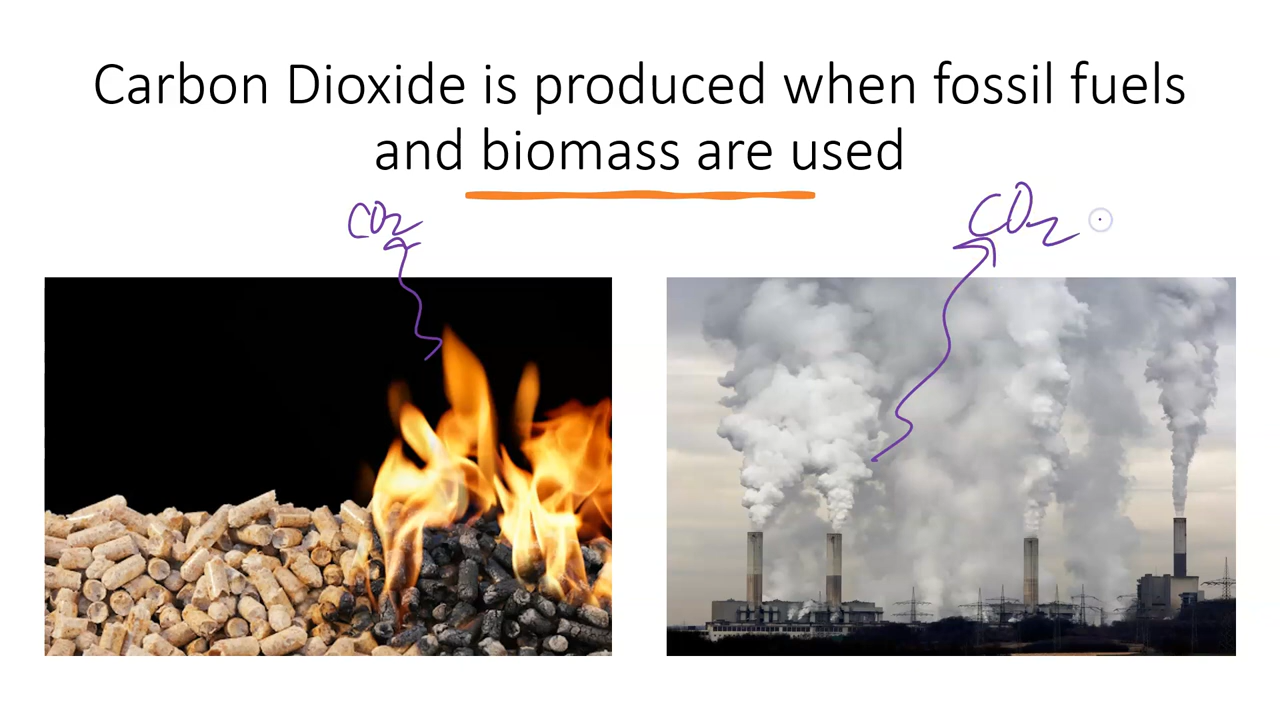 Carbon Dioxide is produced when fossil fuels
and biomass are used
CO2
CO2